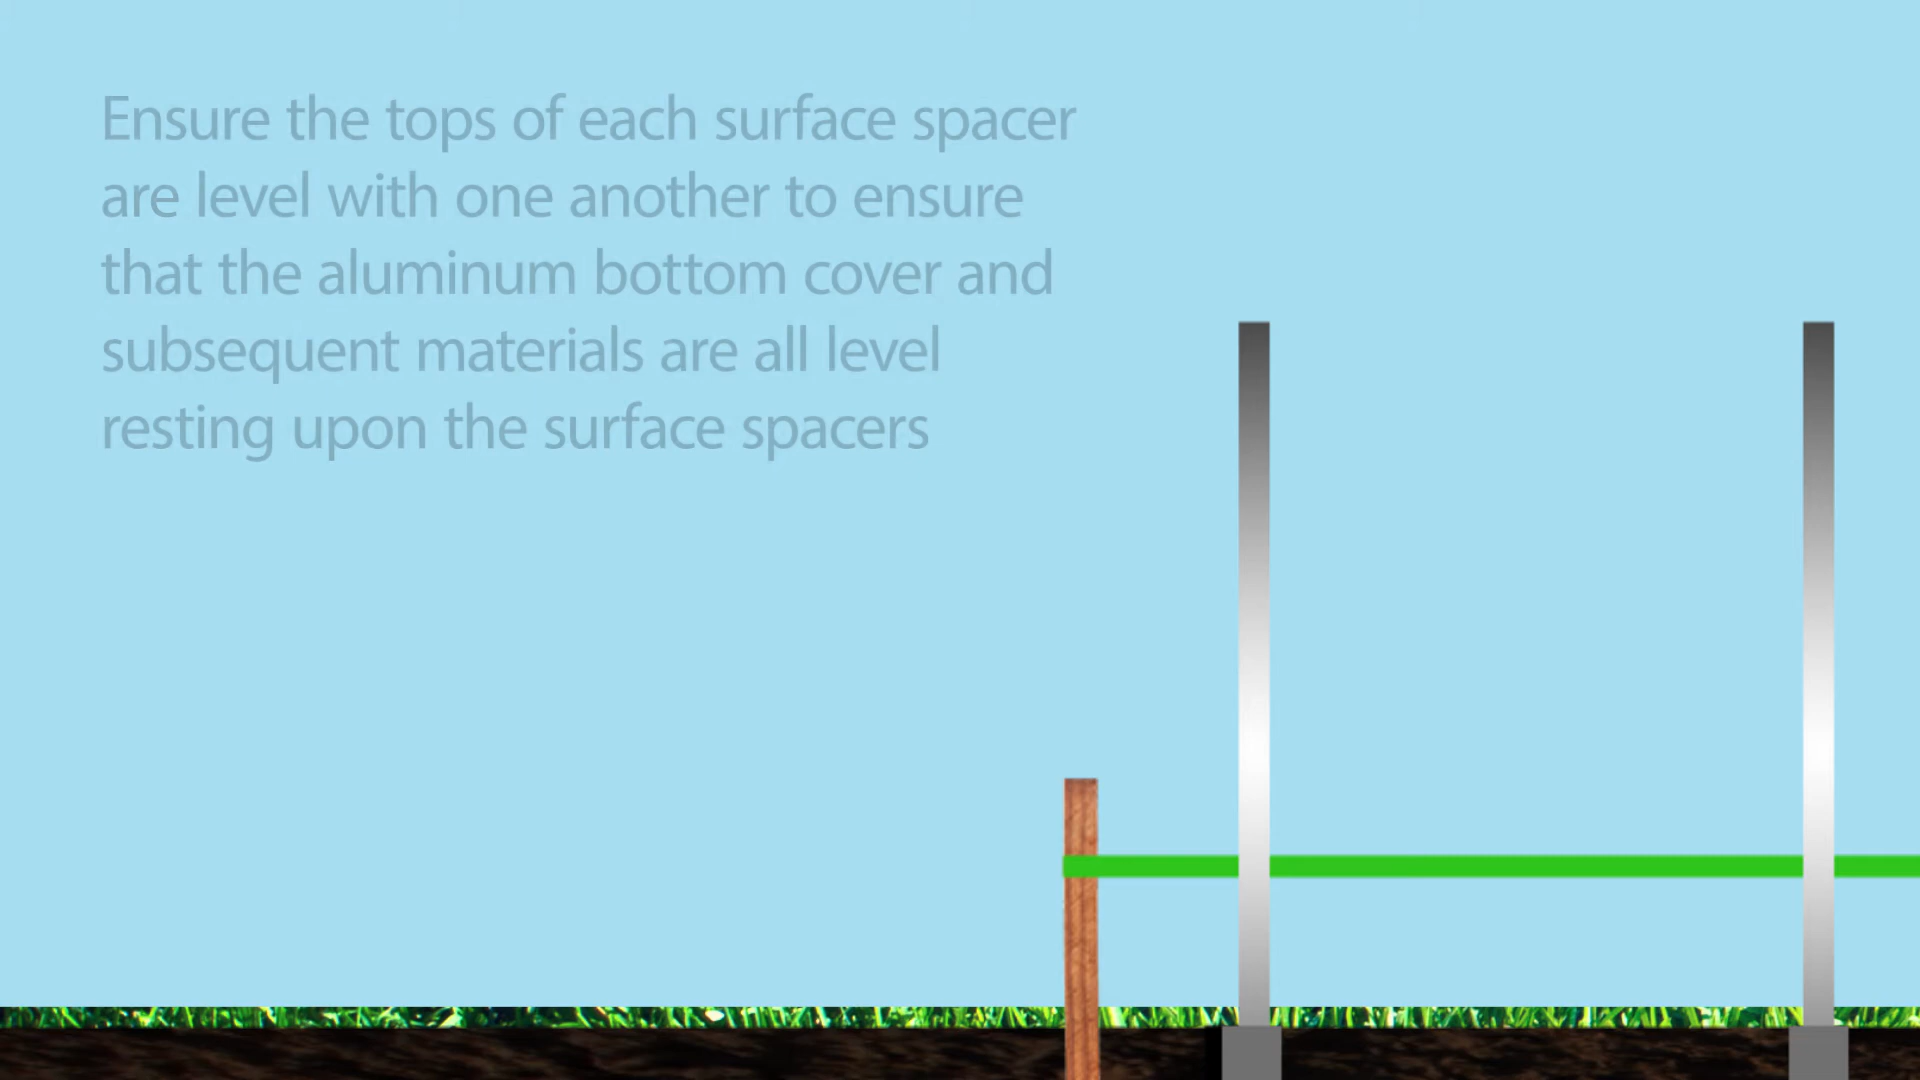 Ensure the tops of each surface spacer
are level with one another to ensure
that the aluminum bottom cover and
subsequent materials are all level
resting upon the surface spacers